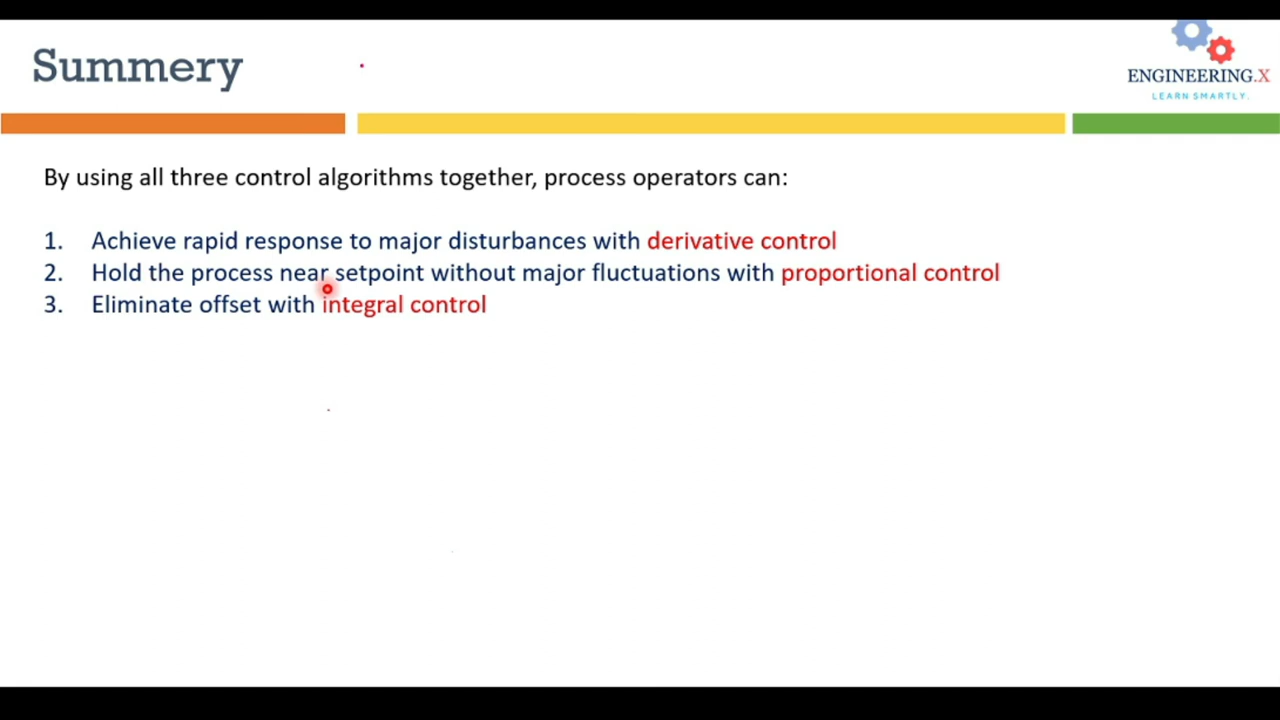 Summery
ENGINEERING.X
LEARN SMARTLY.
By using all three control algorithms together, process operators can:
1. Achieve rapid response to major disturbances with derivative control
2. Hold the process near setpoint without major fluctuations with proportional control
3. Eliminate offset with integral control